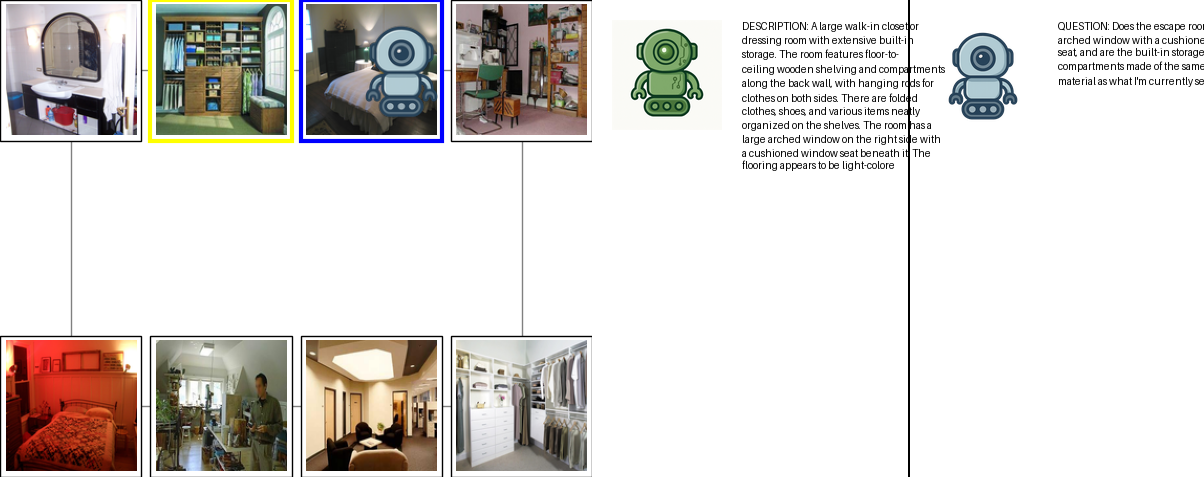 DESCRIPTION: A large walk-in closet or
dressing room with extensive built-in
storage. The room features floor-to-
ceiling wooden shelving and compartments
along the back wall, with hanging rods for
clothes on both sides. There are folded
clothes, shoes, and various items neatly
organized on the shelves. The room has a
large arched window on the right side with
a cushioned window seat beneath it. The
flooring appears to be light-colore
QUESTION: Does the escape roo
arched window with a cushione
seat, and are the built-in storage
compartments made of the same
material as what I'm currently se